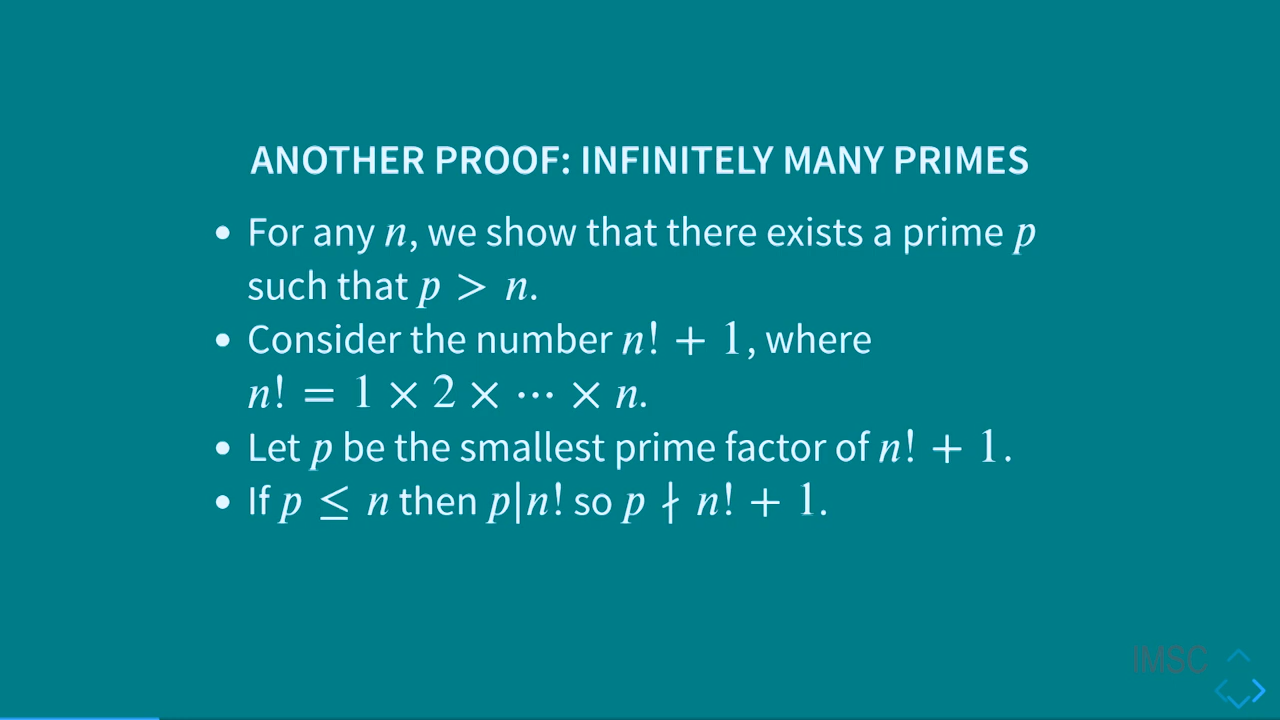 ANOTHER PROOF: INFINITELY MANY PRIMES
• For any n, we show that there exists a prime p
such that p > n.
• Consider the number n! + 1, where
n! = 1 × 2 × ⋯ × n.
• Let p be the smallest prime factor of n! + 1.
• If p ≤ n then p|n! so p ∤ n! + 1.
IMSC